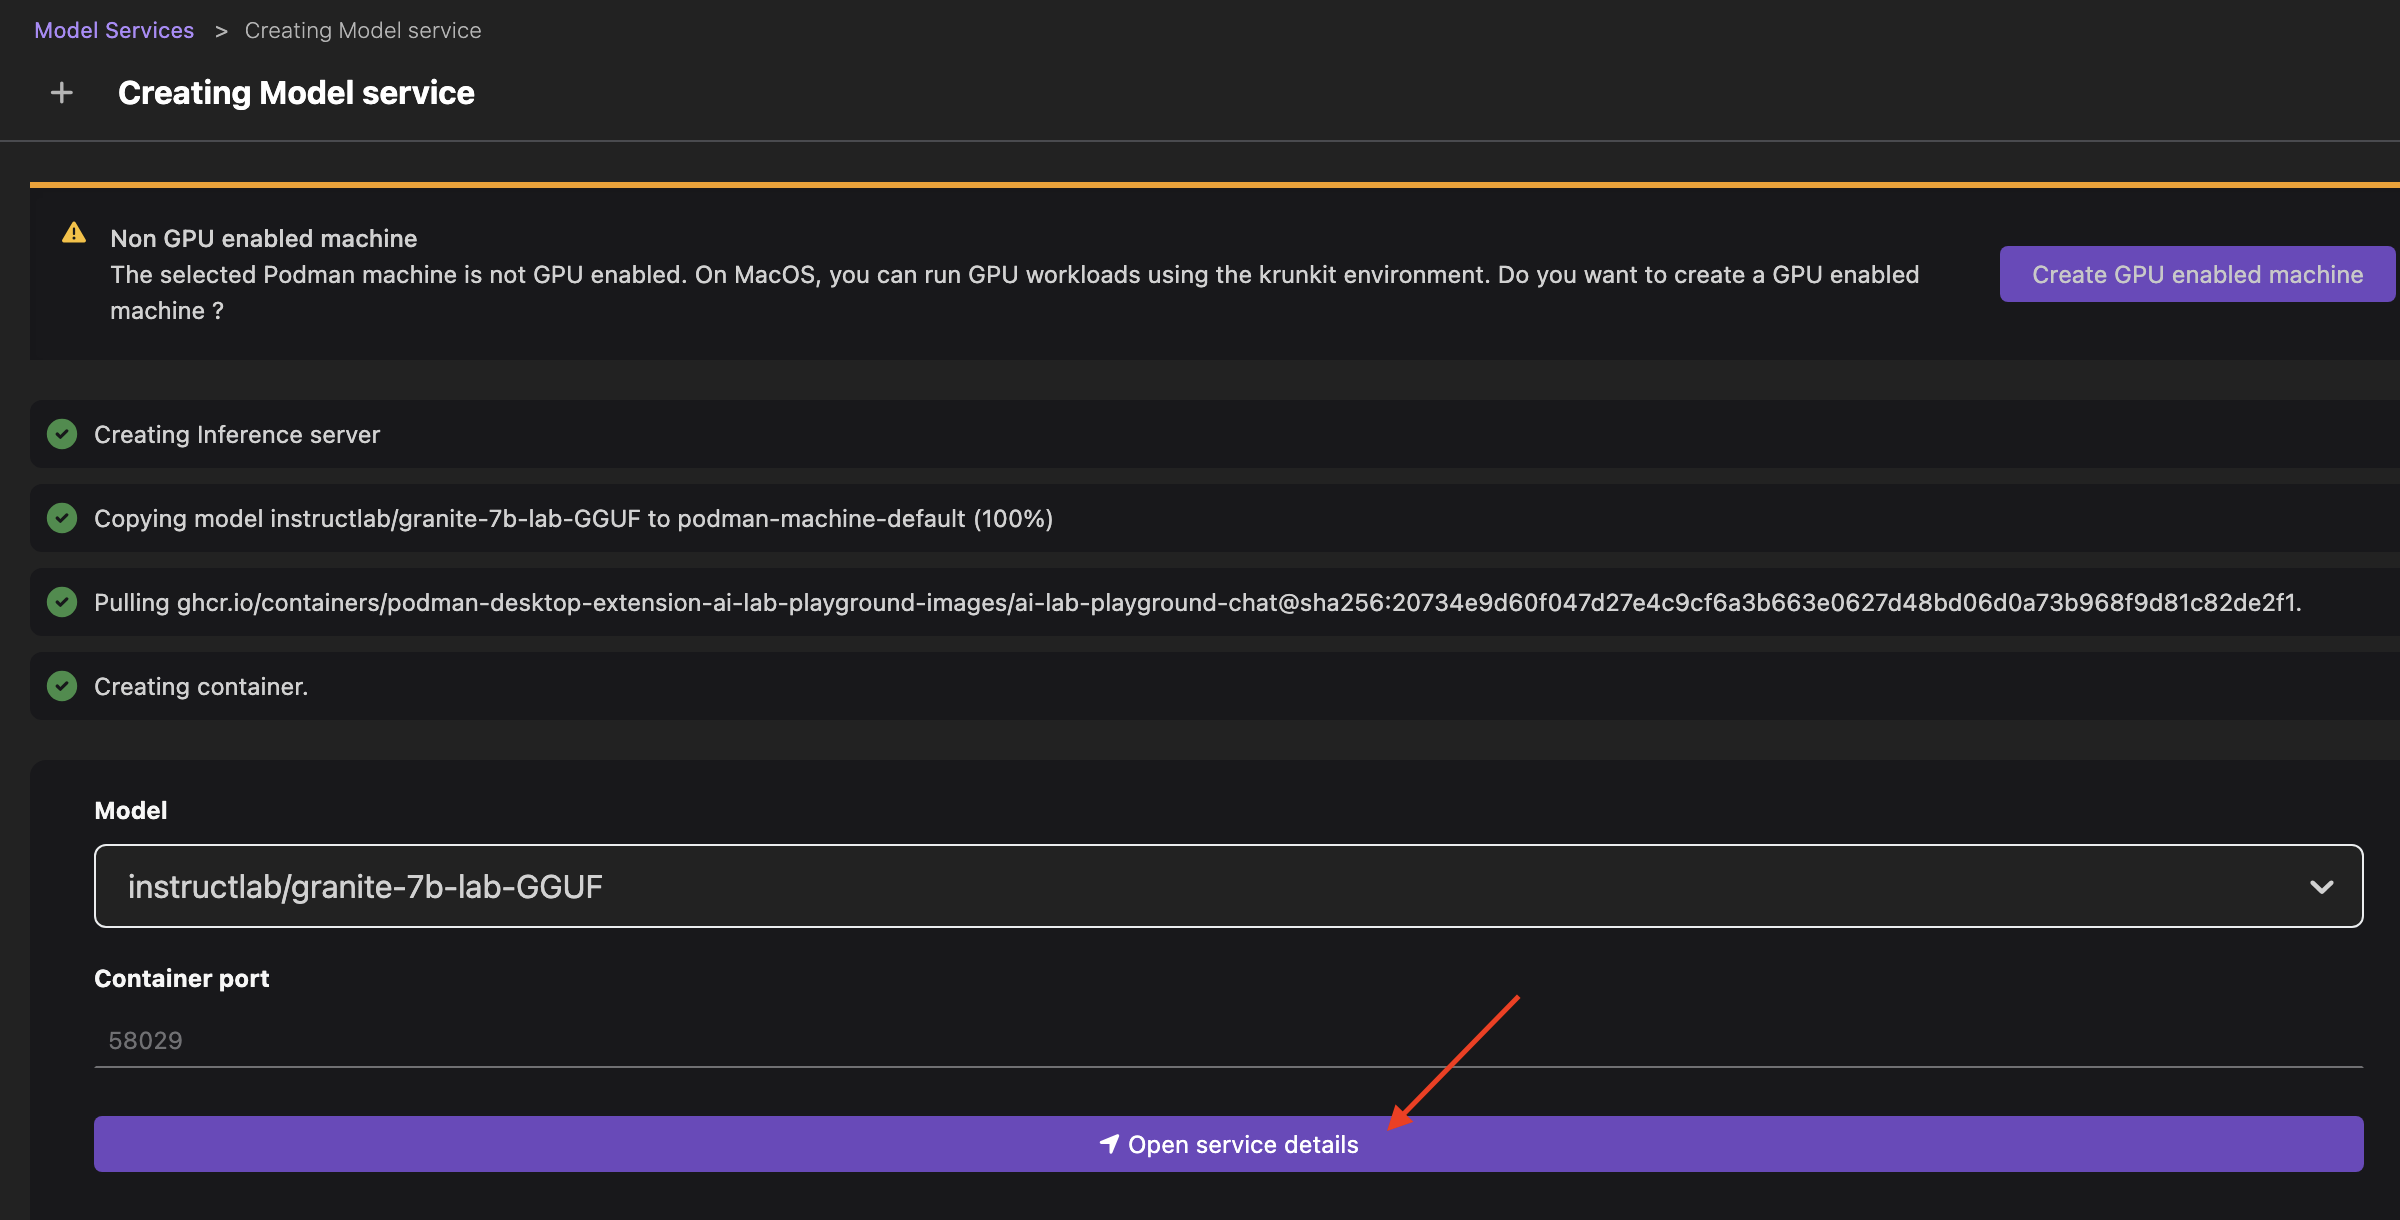 Model Services > Creating Model service
Creating Model service
Non GPU enabled machine
The selected Podman machine is not GPU enabled. On MacOS, you can run GPU workloads using the krunkit environment. Do you want to create a GPU enabled
machine ?
Create GPU enabled machine
Creating Inference server
Copying model instructlab/granite-7b-lab-GGUF to podman-machine-default (100%)
Pulling ghcr.io/containers/podman-desktop-extension-ai-lab-playground-images/ai-lab-playground-chat@sha256:20734e9d60f047d27e4c9cf6a3b663e0627d48bd06d0a73b968f9d81c82de2f1.
Creating container.
Model
instructlab/granite-7b-lab-GGUF
Container port
58029
Open service details